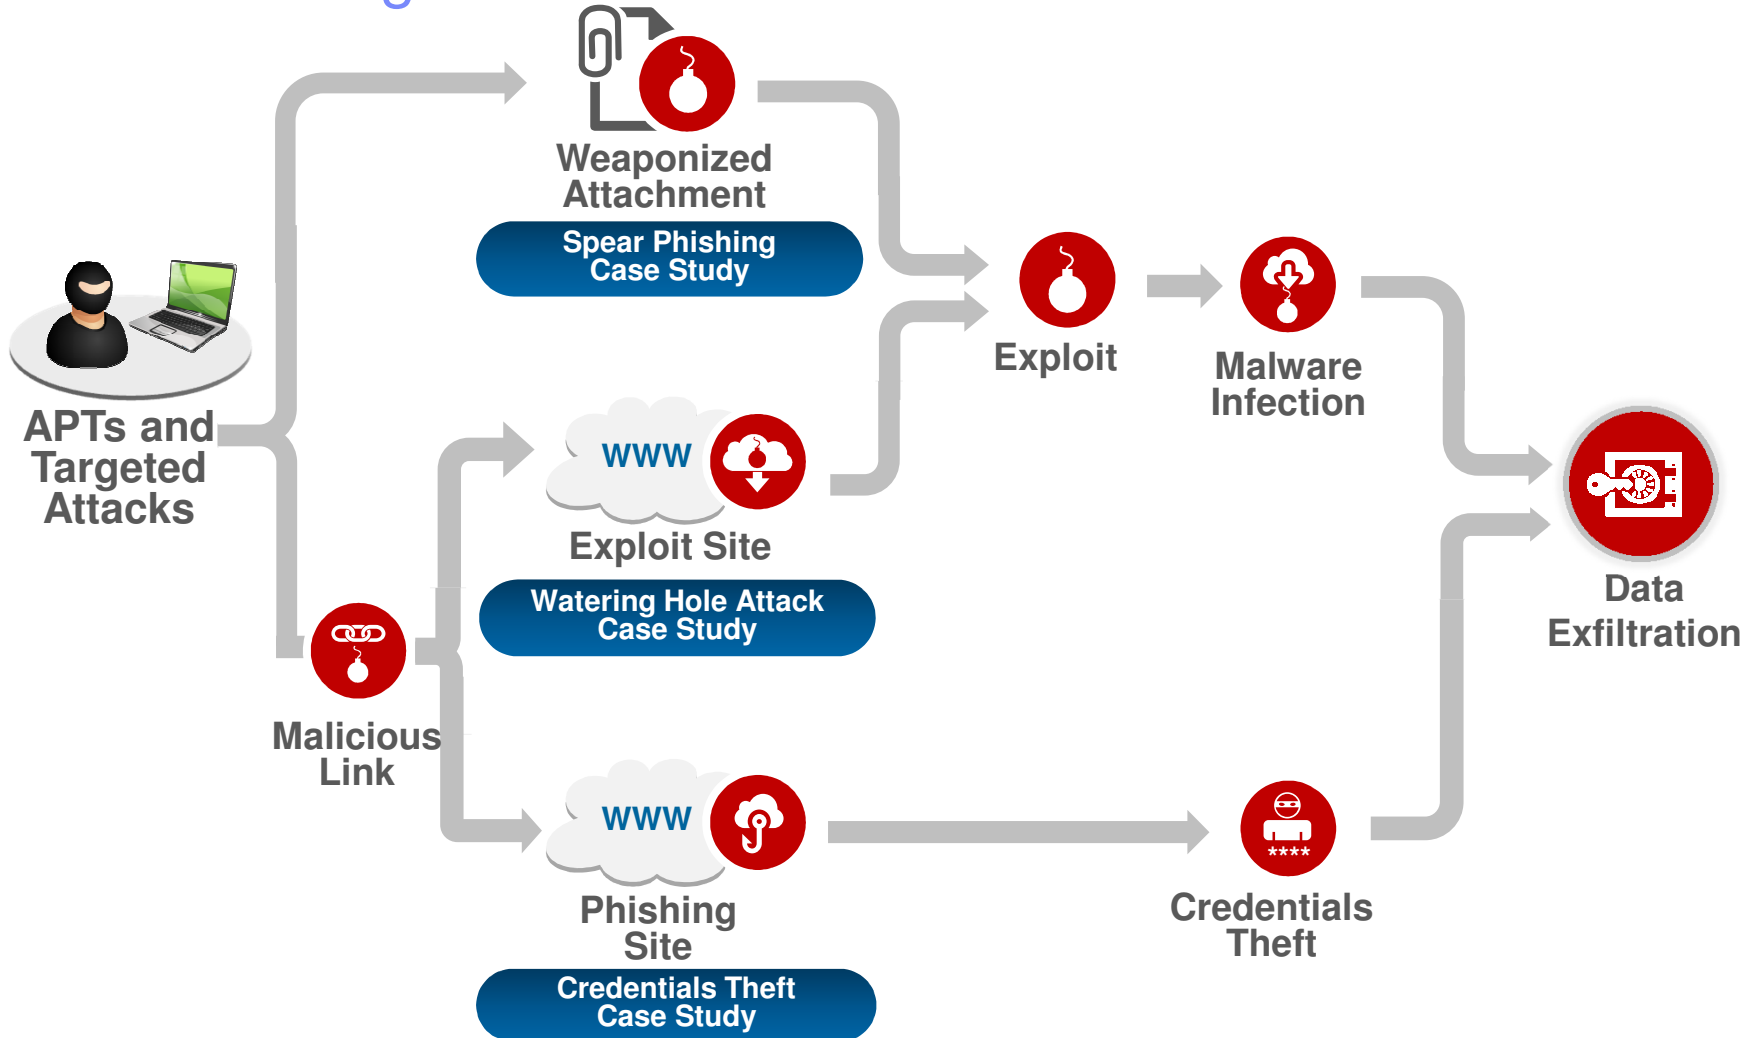 Weaponized
Attachment
Spear Phishing
Case Study
APTs and
Targeted
Attacks
Exploit
Malware
Infection
WWW
Exploit Site
Watering Hole Attack
Case Study
Data
Exfiltration
Malicious
Link
WWW
****
Phishing
Site
Credentials
Theft
Credentials Theft
Case Study